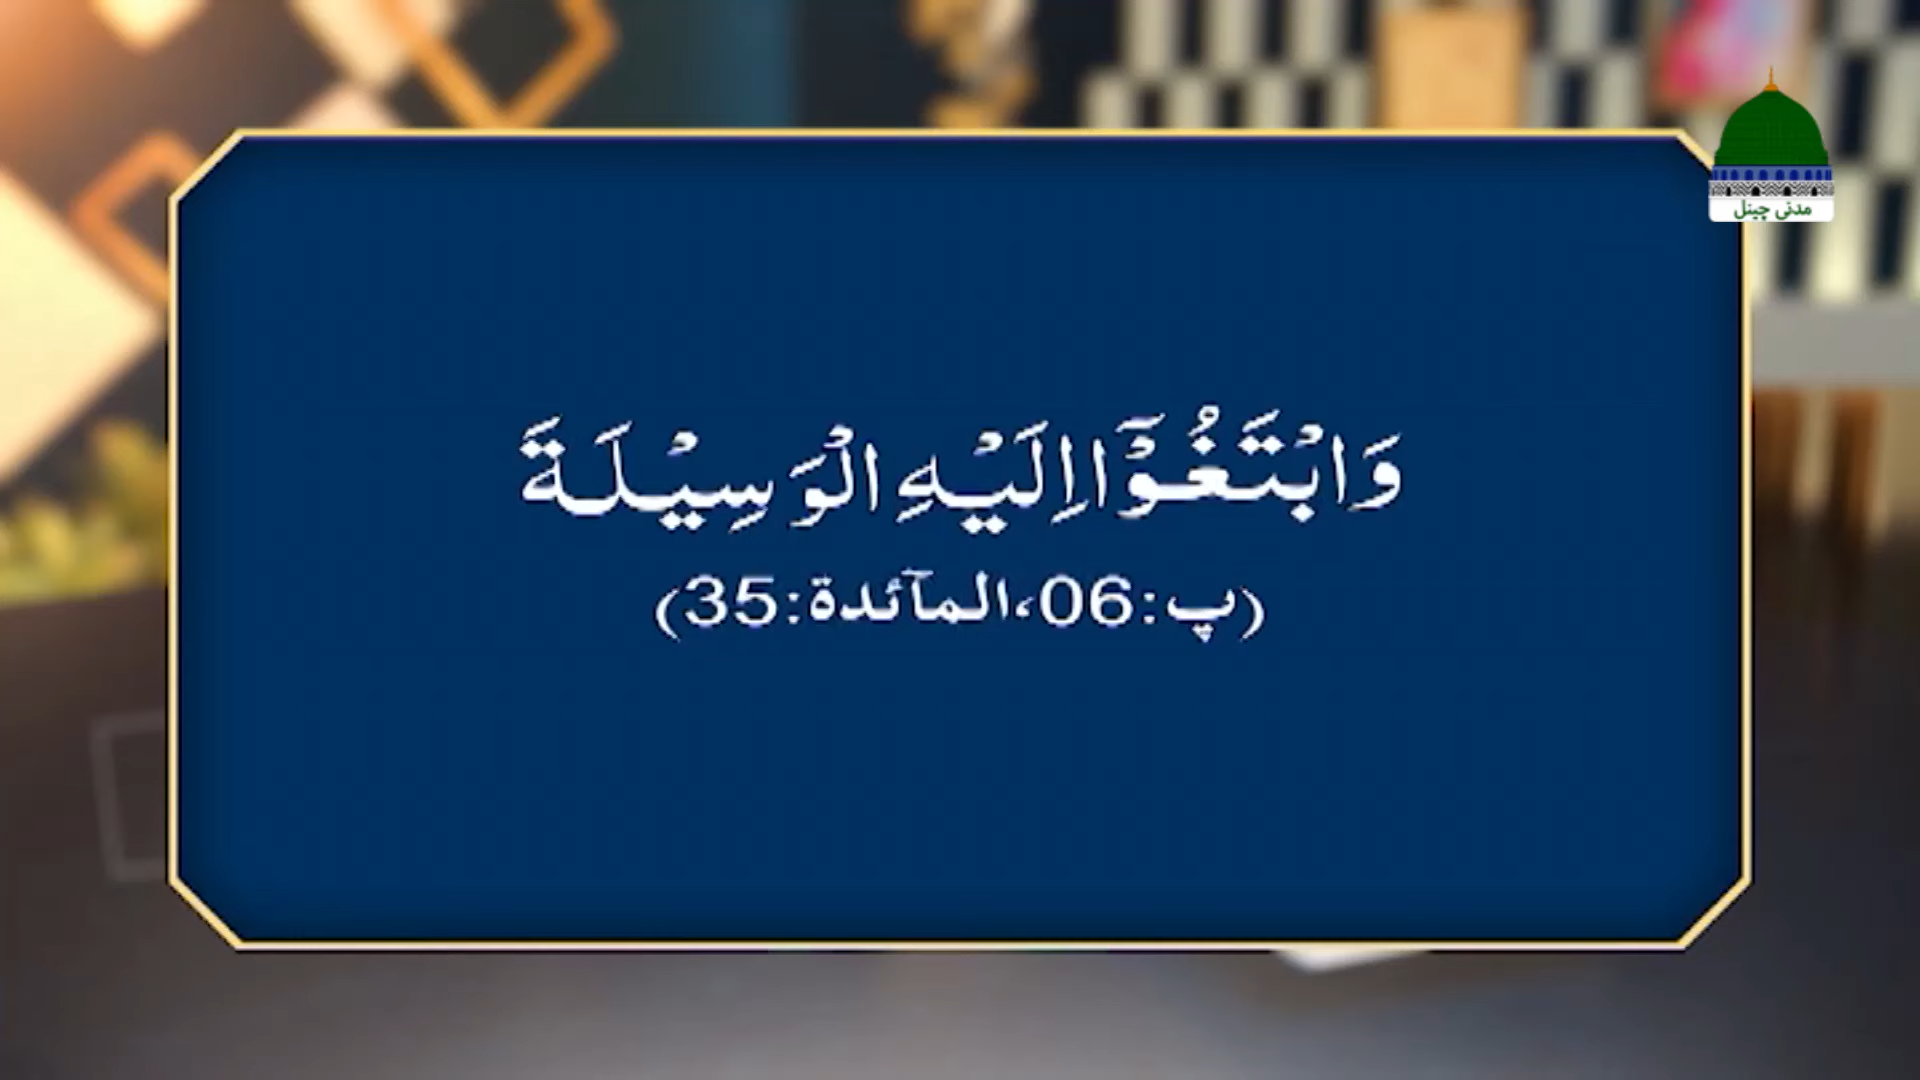 وَابْتَغُوْۤا اِلَیْهِ الْوَسِیْلَةَ
(پ:06،المآئدة:35)
مدنی چینل